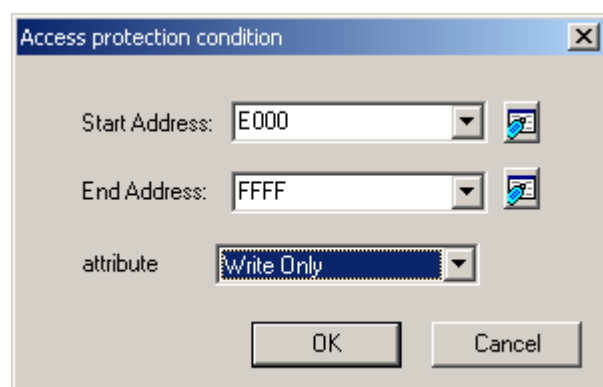 Access protection condition
Start Address: E000
End Address: FFFF
attribute Write Only
OK Cancel